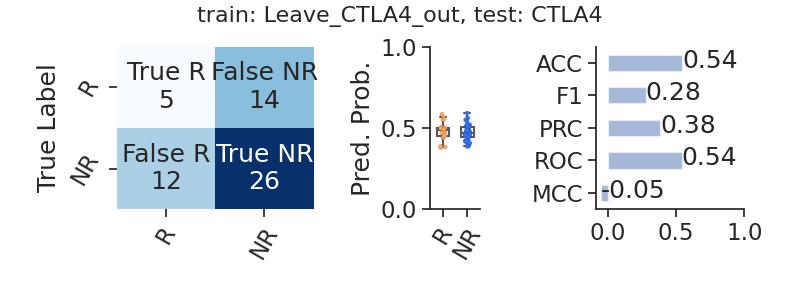 train: Leave_CTLA4_out, test: CTLA4
True Label
R
NR
True R
5
False NR
14
False R
12
True NR
26
R
NR
Pred. Prob.
1.0
0.5
0.0
R
NR
ACC
0.54
F1
0.28
PRC
0.38
ROC
0.54
MCC
-0.05
0.0
0.5
1.0